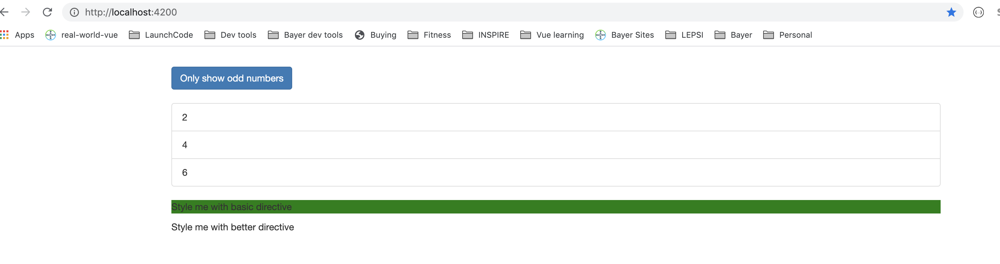 http://localhost:4200
Apps real-world-vue LaunchCode Dev tools Bayer dev tools Buying Fitness INSPIRE Vue learning Bayer Sites LEPSI Bayer Personal
Only show odd numbers
2
4
6
Style me with basic directive
Style me with better directive